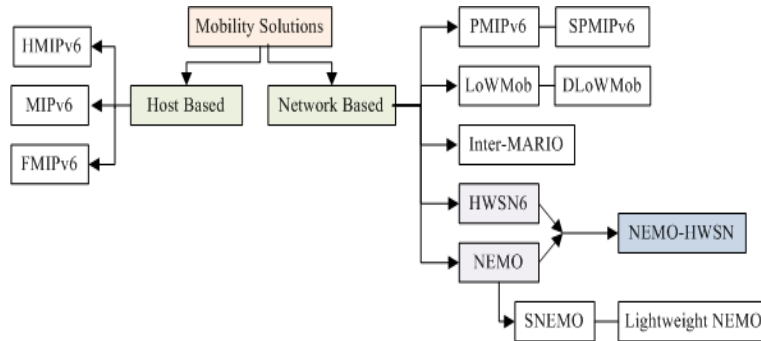 Mobility Solutions
HMIPv6
MIPv6
FMIPv6
Host Based
Network Based
PMIPv6
SPMIPv6
LoWMob
DLoWMob
Inter-MARIO
HWSN6
NEMO
NEMO-HWSN
SNEMO
Lightweight NEMO